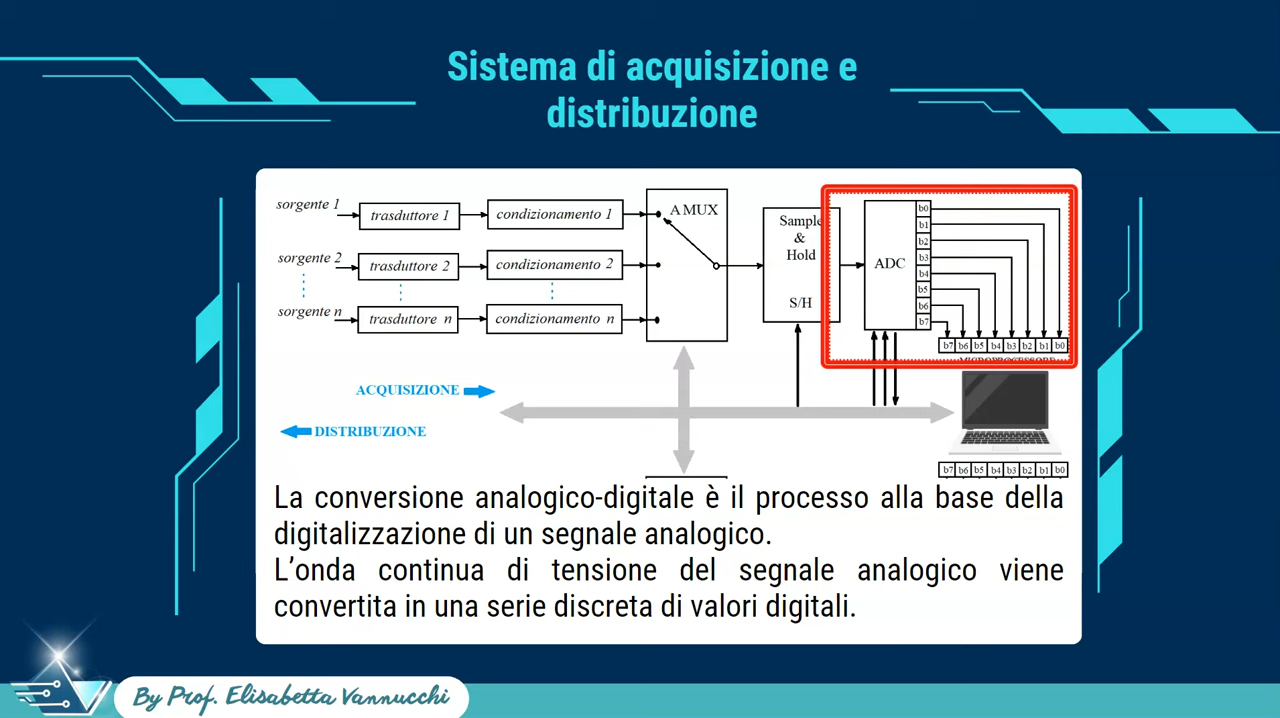 Sistema di acquisizione e
distribuzione
sorgente 1
trasduttore 1
condizionamento 1
A MUX
sorgente 2
trasduttore 2
condizionamento 2
sorgente n
trasduttore n
condizionamento n
Sample
&
Hold
S/H
ADC
b0
b1
b2
b3
b4
b5
b6
b7
b7 b6 b5 b4 b3 b2 b1 b0
MICROPROCESSORE
ACQUISIZIONE
DISTRIBUZIONE
b7 b6 b5 b4 b3 b2 b1 b0
La conversione analogico-digitale è il processo alla base della
digitalizzazione di un segnale analogico.
L’onda continua di tensione del segnale analogico viene
convertita in una serie discreta di valori digitali.
By Prof. Elisabetta Vannucchi